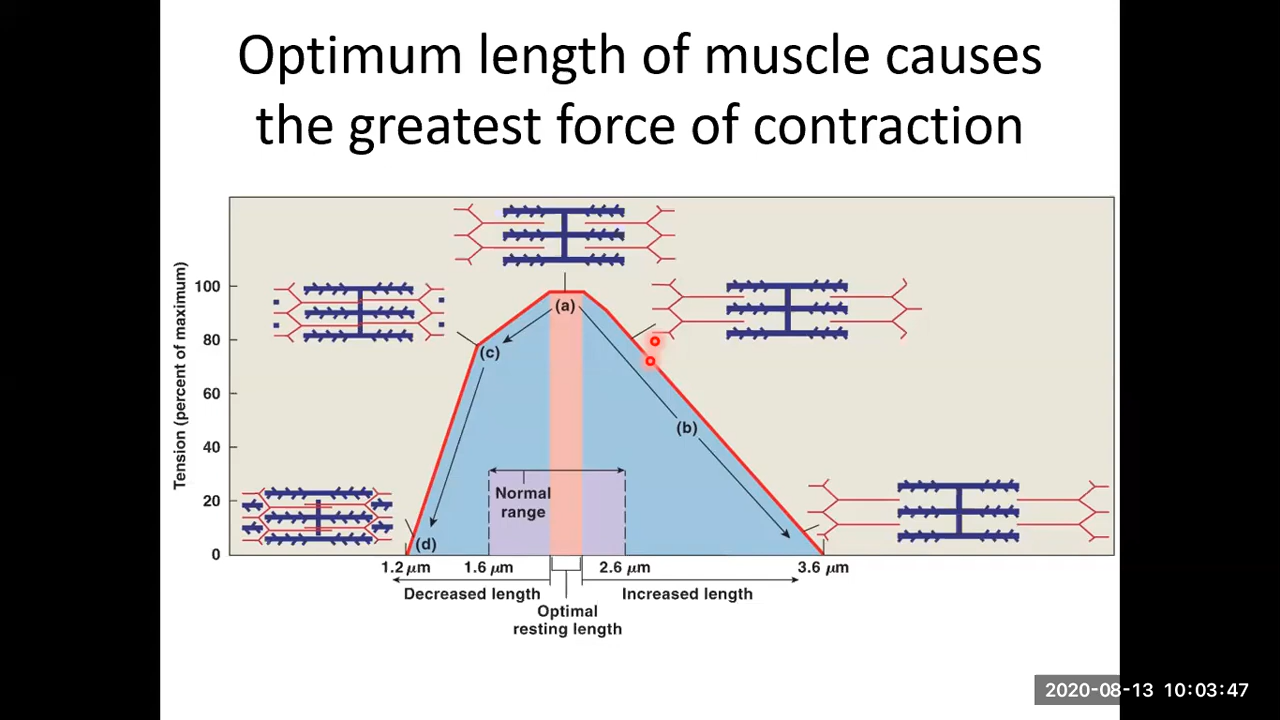 Optimum length of muscle causes
the greatest force of contraction
Tension (percent of maximum)
100
80
60
40
20
0
(a)
(c)
(b)
(d)
Normal
range
1.2 μm
1.6 μm
2.6 μm
3.6 μm
Decreased length
Increased length
Optimal
resting length
2020-08-13 10:03:47